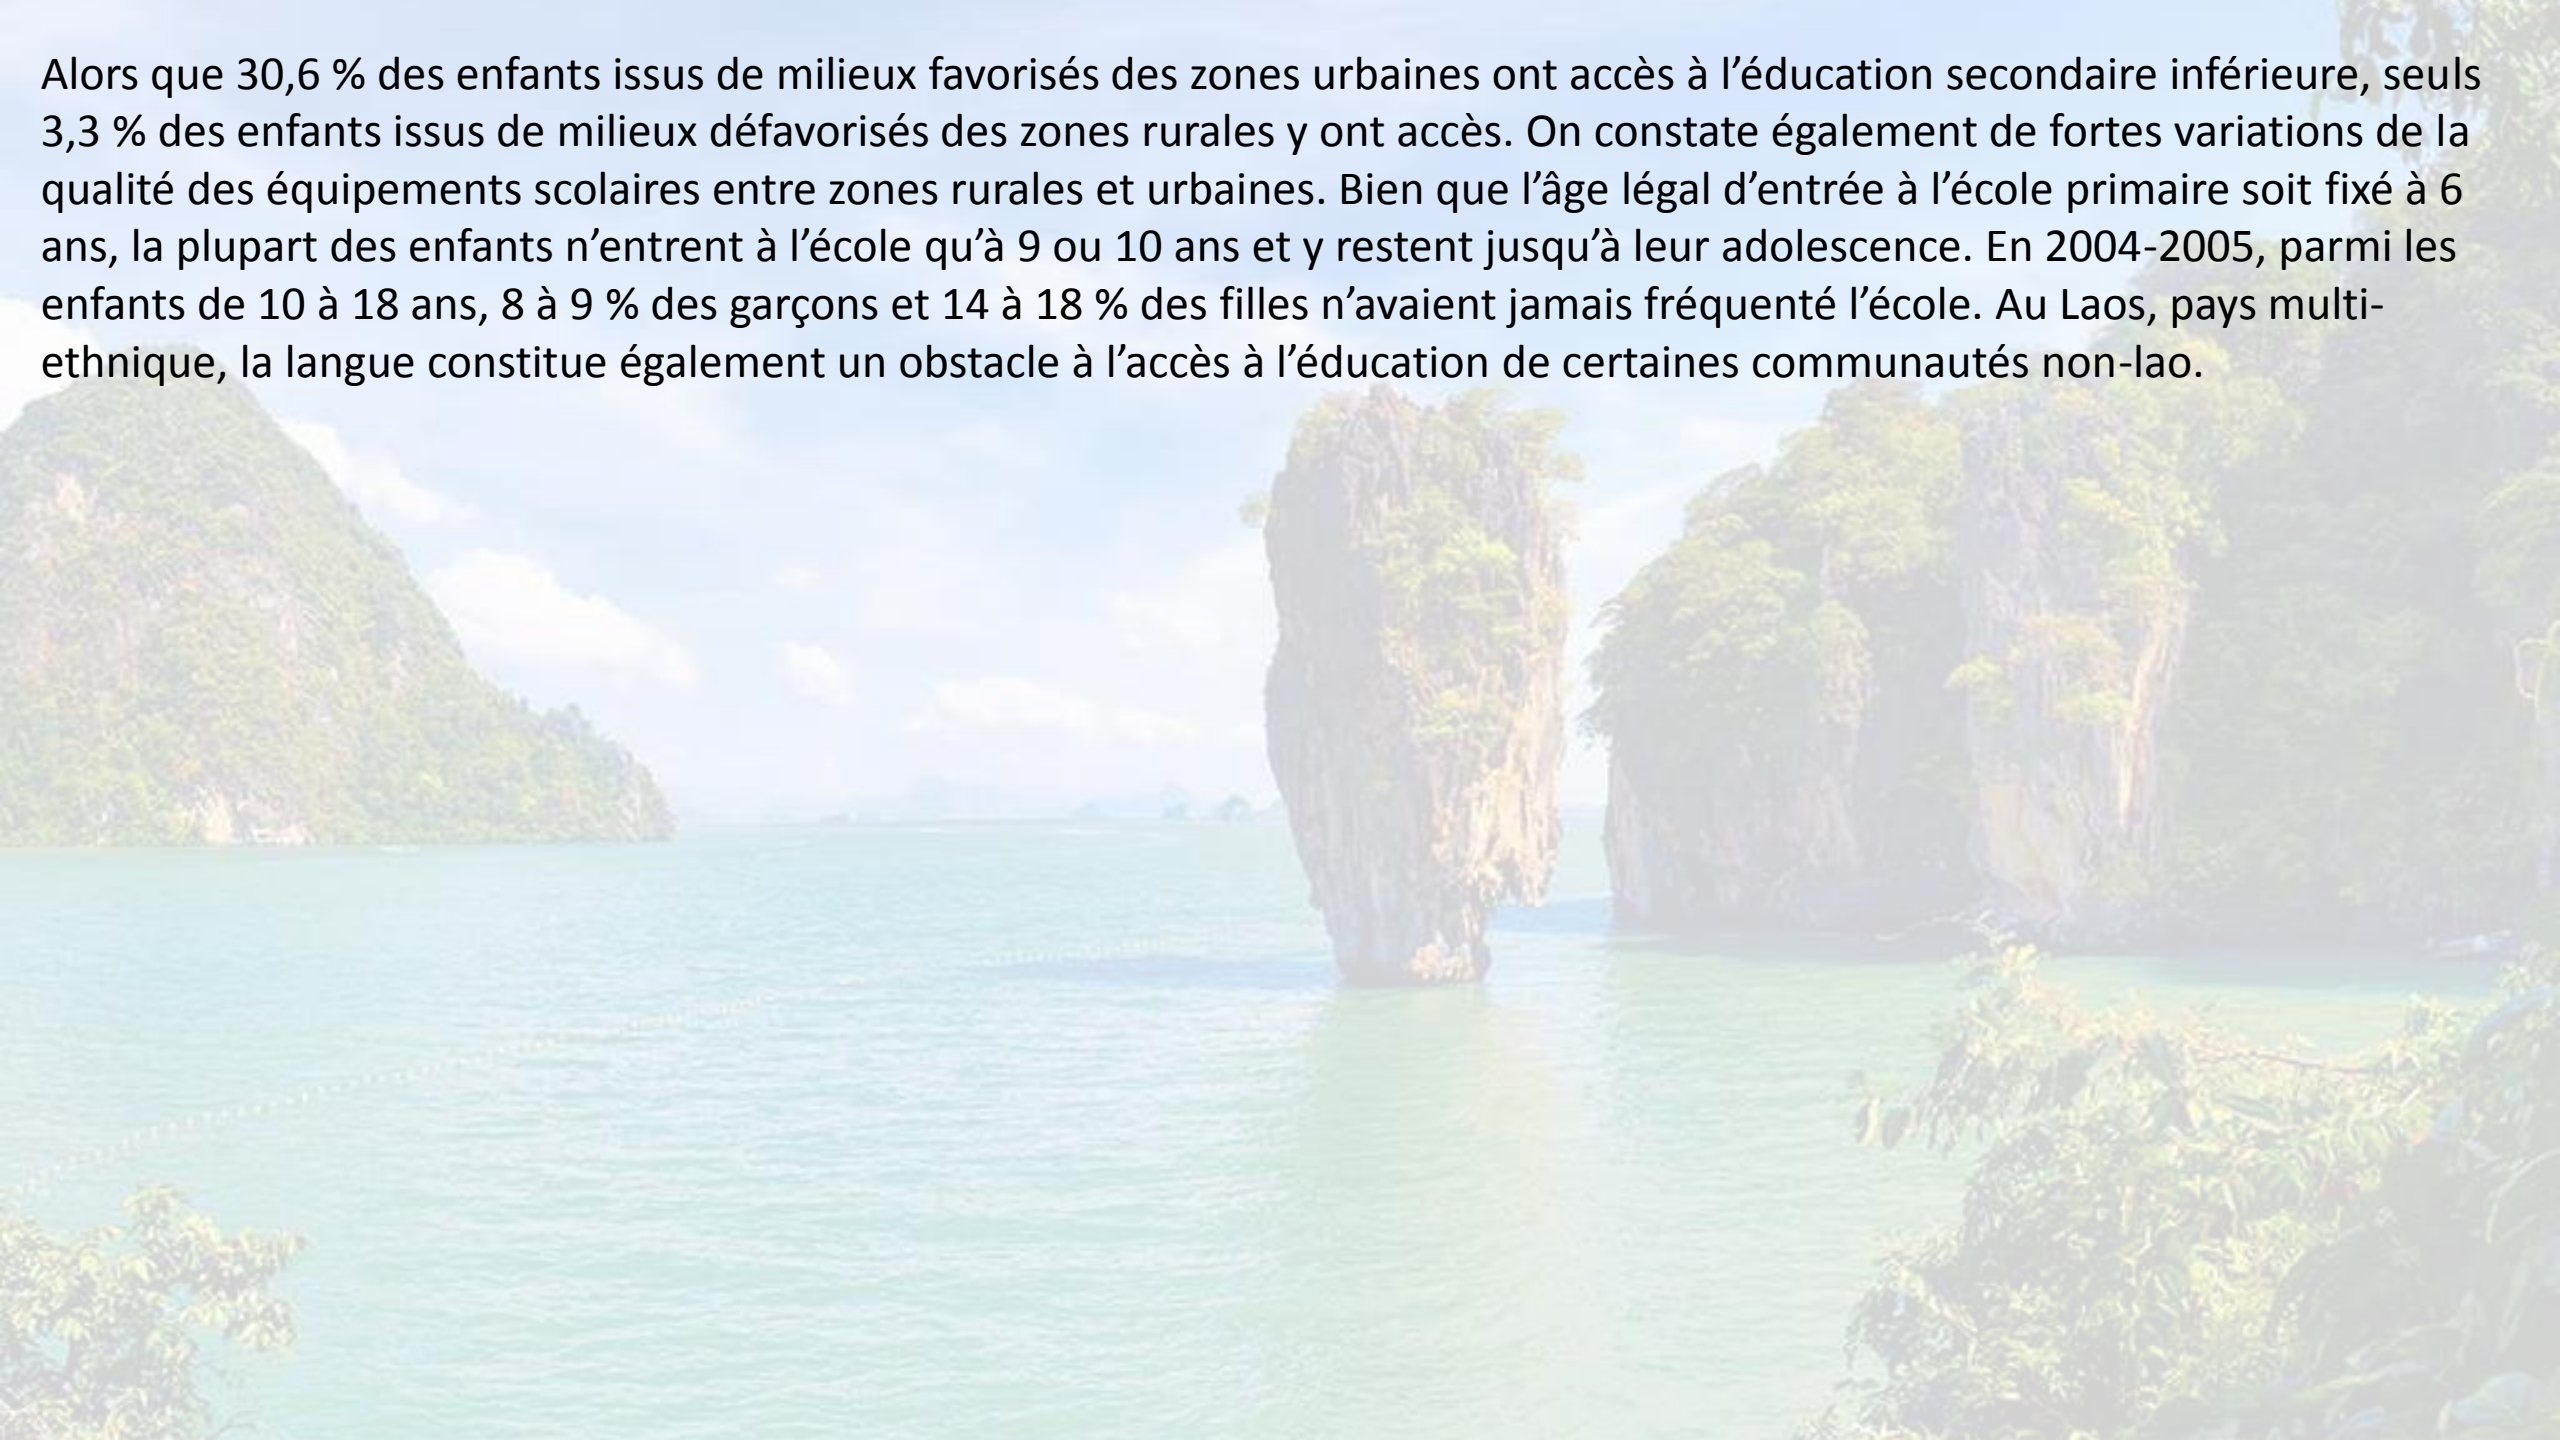 Alors que 30,6 % des enfants issus de milieux favorisés des zones urbaines ont accès à l’éducation secondaire inférieure, seuls
3,3 % des enfants issus de milieux défavorisés des zones rurales y ont accès. On constate également de fortes variations de la
qualité des équipements scolaires entre zones rurales et urbaines. Bien que l’âge légal d’entrée à l’école primaire soit fixé à 6
ans, la plupart des enfants n’entrent à l’école qu’à 9 ou 10 ans et y restent jusqu’à leur adolescence. En 2004-2005, parmi les
enfants de 10 à 18 ans, 8 à 9 % des garçons et 14 à 18 % des filles n’avaient jamais fréquenté l’école. Au Laos, pays multi-
ethnique, la langue constitue également un obstacle à l’accès à l’éducation de certaines communautés non-lao.